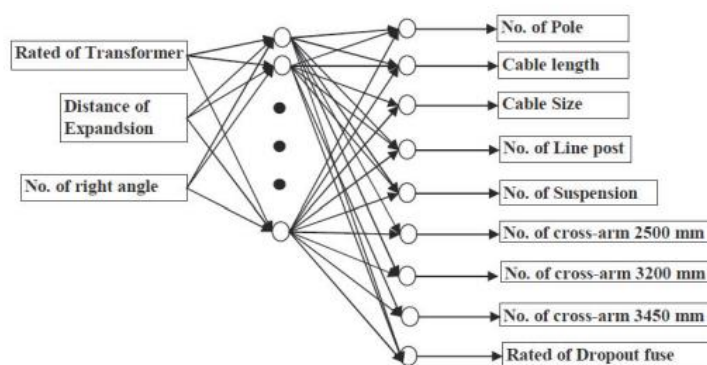 Rated of Transformer
Distance of
Expandsion
No. of right angle
No. of Pole
Cable length
Cable Size
No. of Line post
No. of Suspension
No. of cross-arm 2500 mm
No. of cross-arm 3200 mm
No. of cross-arm 3450 mm
Rated of Dropout fuse